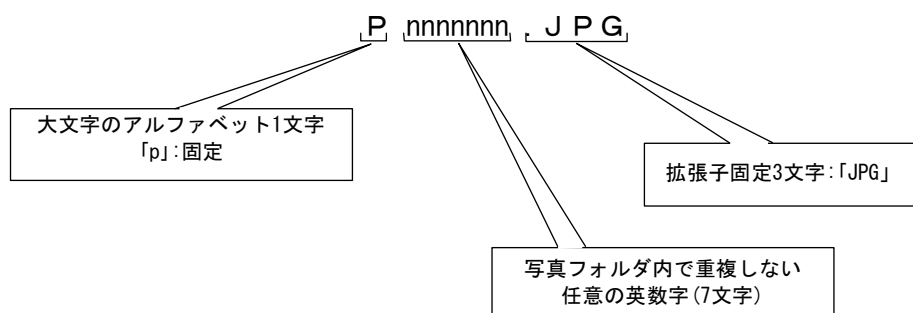 P nnnnnnn .JPG
大文字のアルファベット1文字
「p」:固定
拡張子固定3文字:「JPG」
写真フォルダ内で重複しない
任意の英数字(7文字)